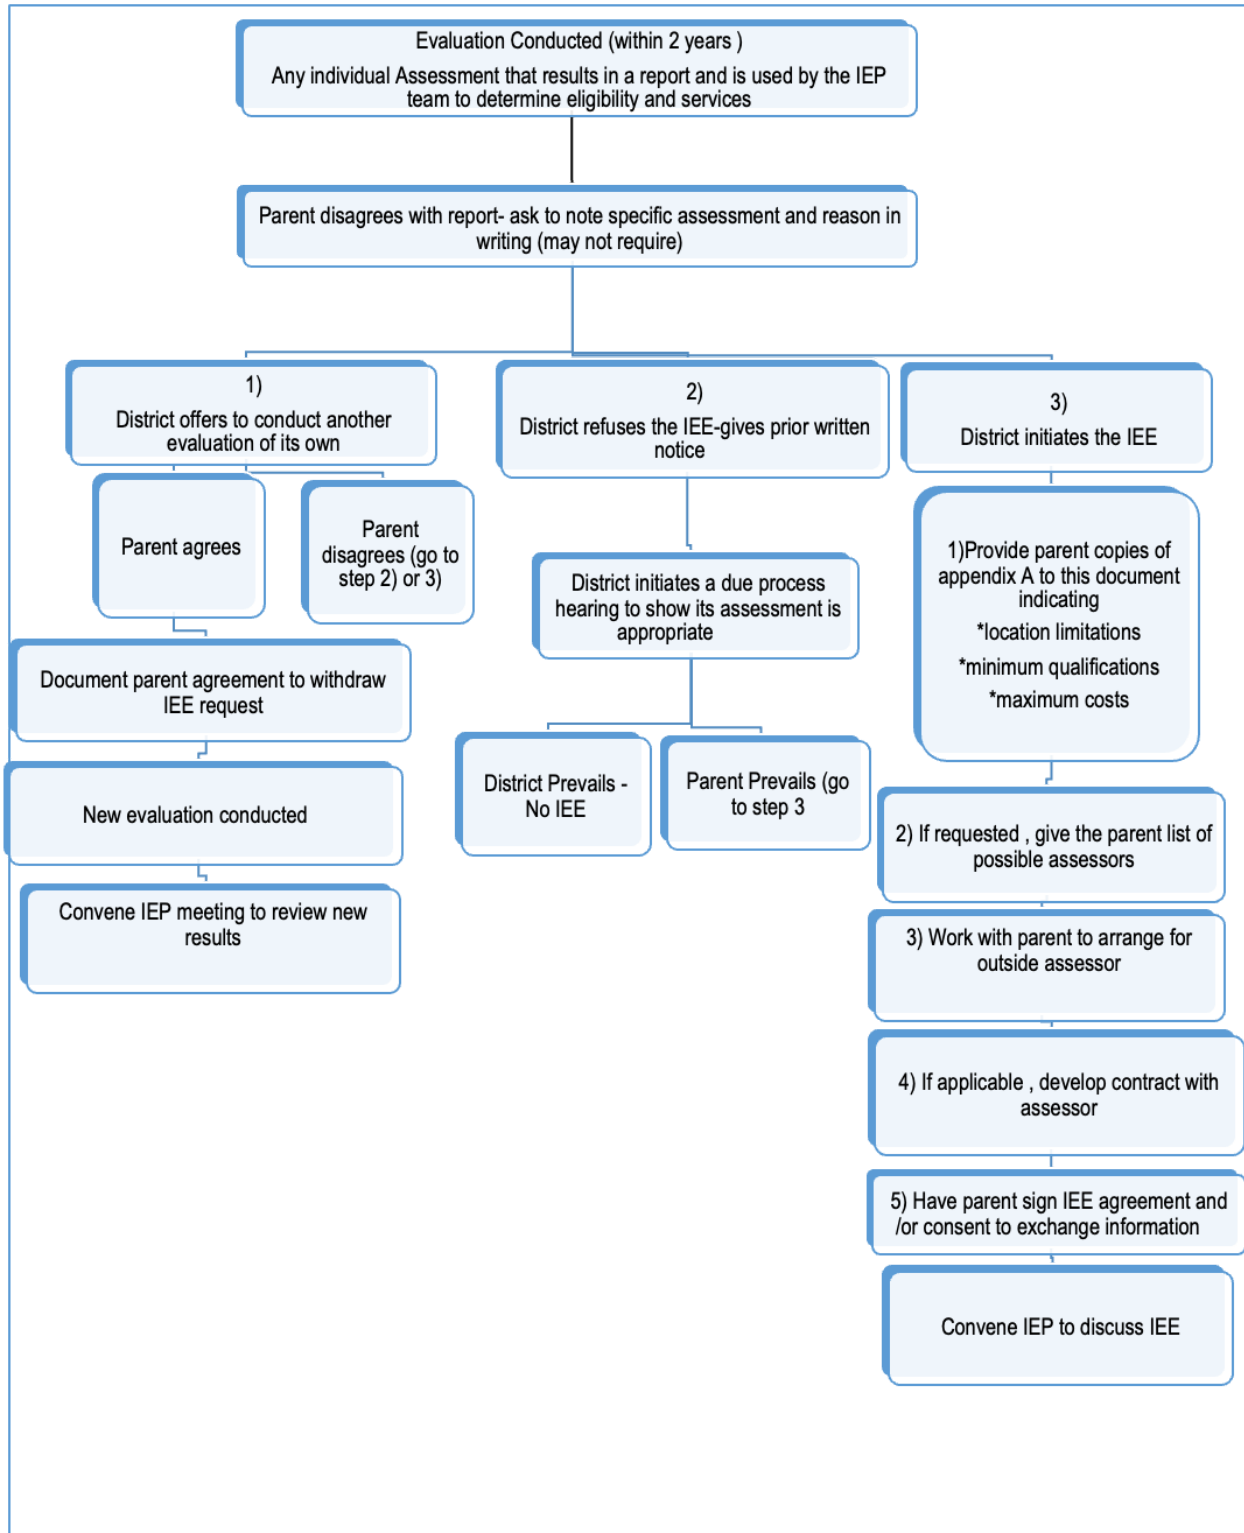 Evaluation Conducted (within 2 years )
Any individual Assessment that results in a report and is used by the IEP
team to determine eligibility and services
Parent disagrees with report- ask to note specific assessment and reason in
writing (may not require)
1)
District offers to conduct another
evaluation of its own
Parent agrees
Parent
disagrees (go to
step 2) or 3)
Document parent agreement to withdraw
IEE request
New evaluation conducted
Convene IEP meeting to review new
results
2)
District refuses the IEE-gives prior written
notice
District initiates a due process
hearing to show its assessment is
appropriate
District Prevails -
No IEE
Parent Prevails (go
to step 3
3)
District initiates the IEE
1)Provide parent copies of
appendix A to this document
indicating
*location limitations
*minimum qualifications
*maximum costs
2) If requested , give the parent list of
possible assessors
3) Work with parent to arrange for
outside assessor
4) If applicable , develop contract with
assessor
5) Have parent sign IEE agreement and
/or consent to exchange information
Convene IEP to discuss IEE